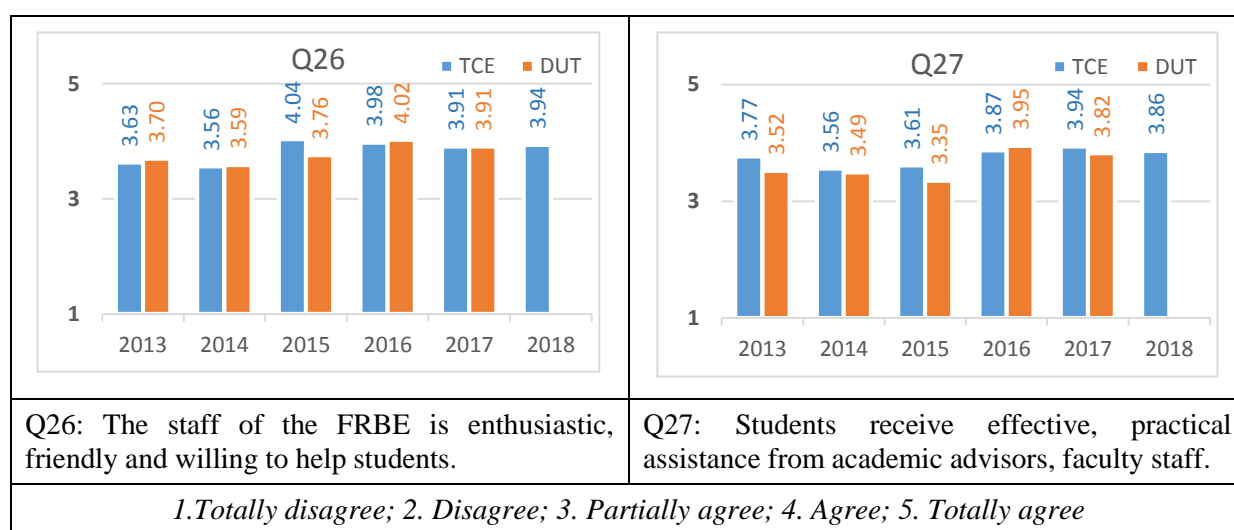 Q26
TCE DUT
5
3
1
3.63 3.70 3.56 3.59 4.04 3.76 3.98 4.02 3.91 3.91 3.94
2013 2014 2015 2016 2017 2018
Q26: The staff of the FRBE is enthusiastic,
friendly and willing to help students.
Q27
TCE DUT
5
3
1
3.77 3.52 3.56 3.49 3.61 3.35 3.87 3.95 3.94 3.82 3.86
2013 2014 2015 2016 2017 2018
Q27: Students receive effective, practical
assistance from academic advisors, faculty staff.
1.Totally disagree; 2. Disagree; 3. Partially agree; 4. Agree; 5. Totally agree